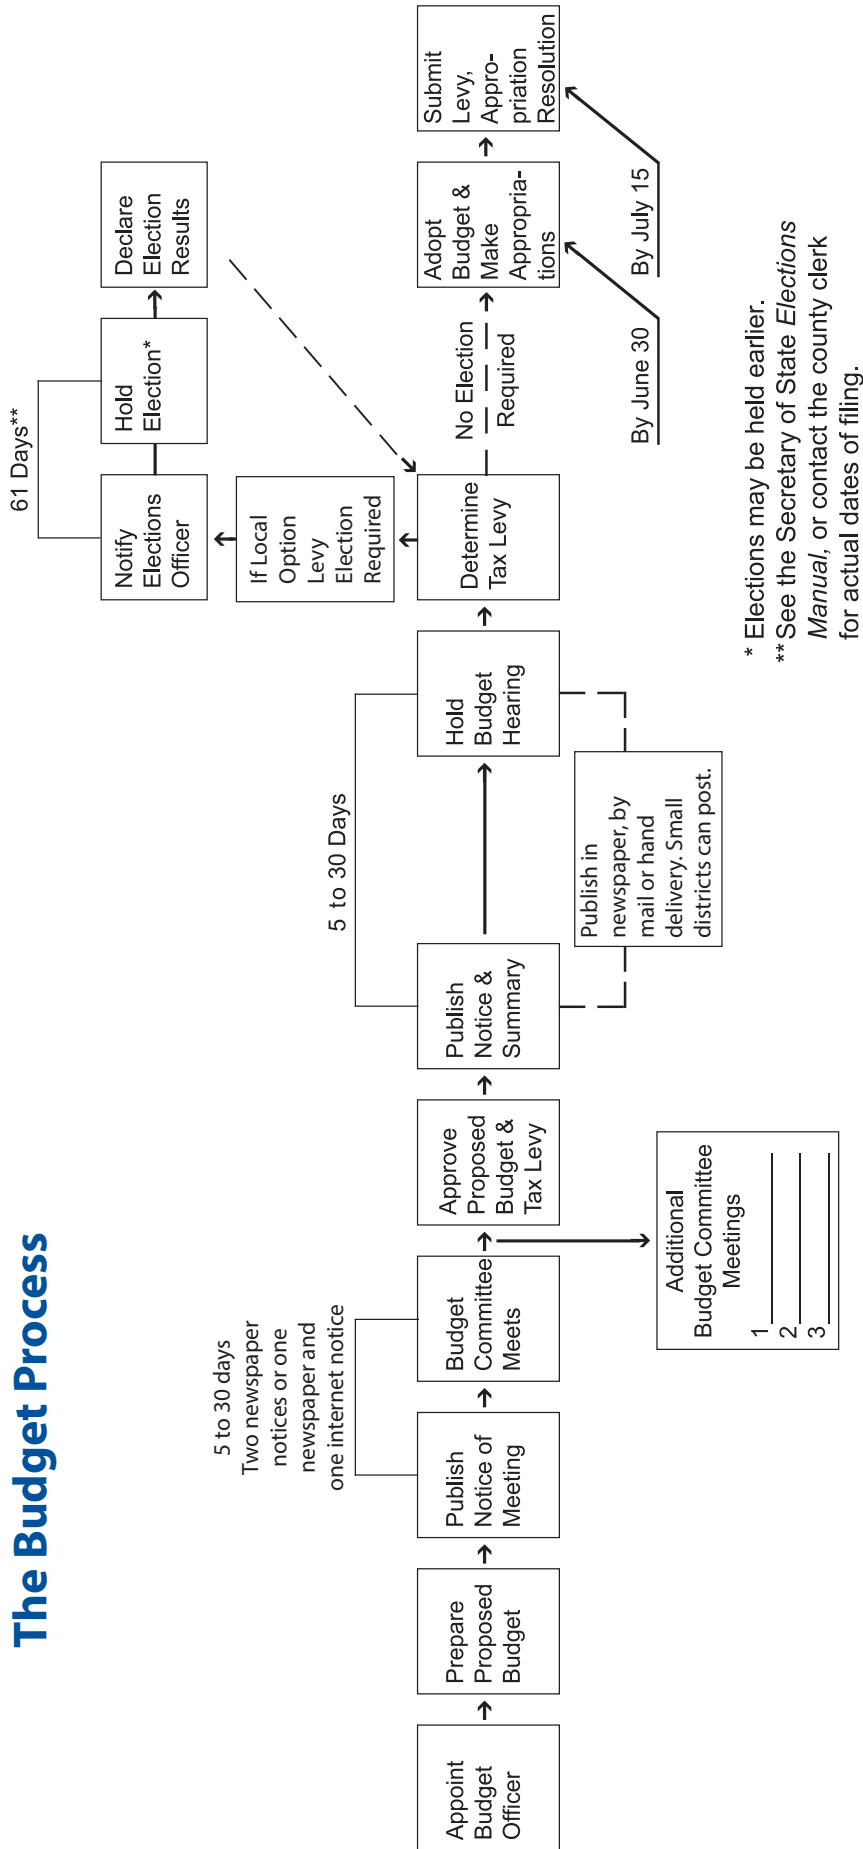 The Budget Process
Appoint
Budget
Officer
Prepare
Proposed
Budget
Publish
Notice of
Meeting
5 to 30 days
Two newspaper
notices or one
newspaper and
one internet notice
Budget
Committee
Meets
Additional
Budget Committee
Meetings
1
2
3
Approve
Proposed
Budget &
Tax Levy
Publish
Notice &
Summary
5 to 30 Days
Publish in
newspaper, by
mail or hand
delivery. Small
districts can post.
Hold
Budget
Hearing
Determine
Tax Levy
If Local
Option
Levy
Election
Required
Notify
Elections
Officer
61 Days**
Hold
Election*
Declare
Election
Results
No Election
Required
Adopt
Budget &
Make
Appropria-
tions
By June 30
Submit
Levy,
Appro-
priation
Resolution
By July 15
* Elections may be held earlier.
** See the Secretary of State Elections
Manual, or contact the county clerk
for actual dates of filing.